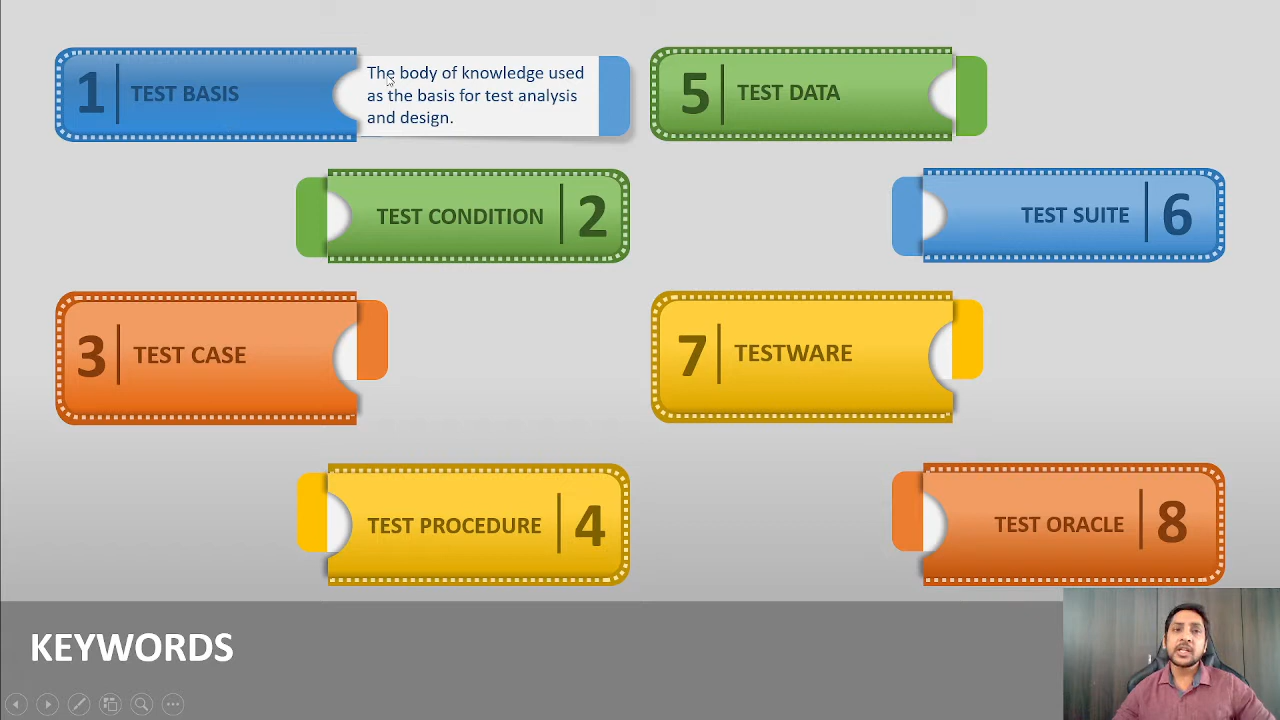 1 TEST BASIS
The body of knowledge used
as the basis for test analysis
and design.
TEST CONDITION 2
3 TEST CASE
TEST PROCEDURE 4
5 TEST DATA
TEST SUITE 6
7 TESTWARE
TEST ORACLE 8
KEYWORDS